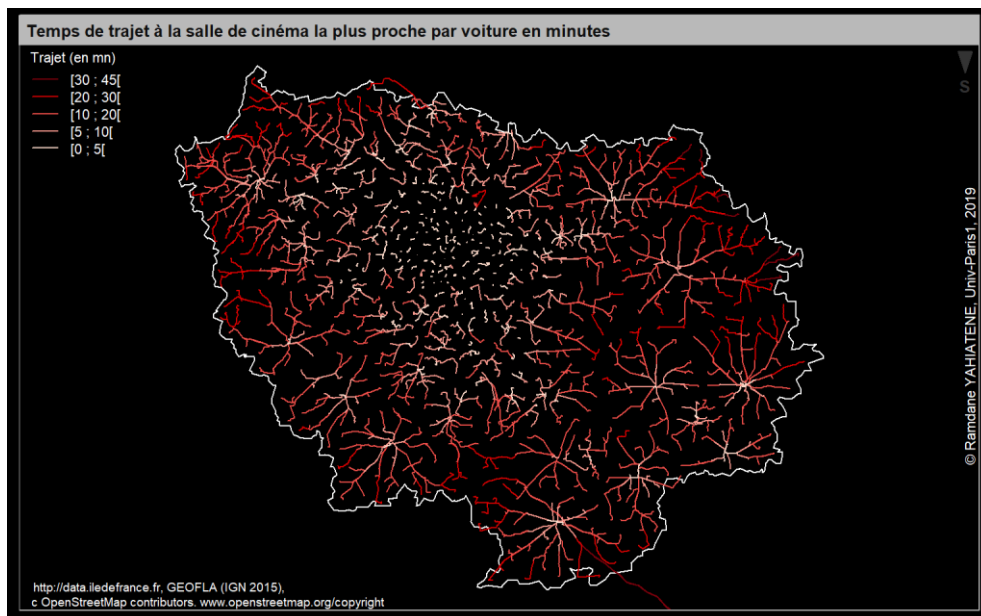 Temps de trajet à la salle de cinéma la plus proche par voiture en minutes
Trajet (en mn)
[30 ; 45[
[20 ; 30[
[10 ; 20[
[5 ; 10[
[0 ; 5[
S
© Ramdane YAHIATENE, Univ-Paris1, 2019
http://data.iledefrance.fr, GEOFLA (IGN 2015),
c OpenStreetMap contributors. www.openstreetmap.org/copyright